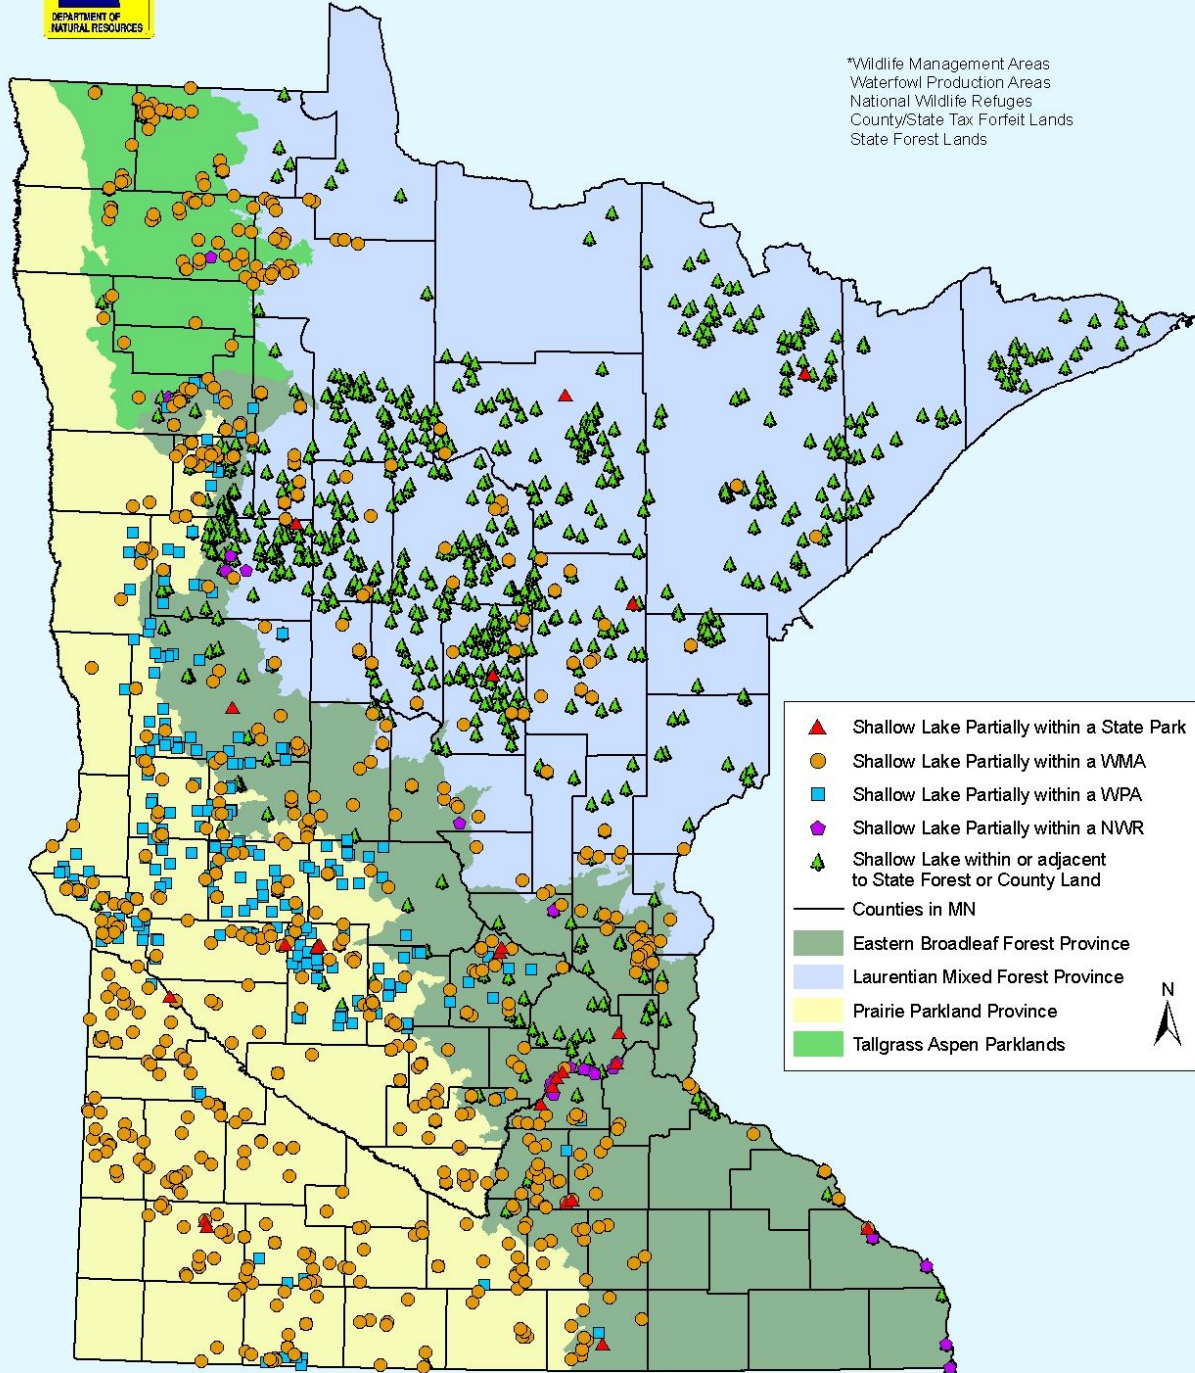 DEPARTMENT OF
NATURAL RESOURCES
*Wildlife Management Areas
Waterfowl Production Areas
National Wildlife Refuges
County/State Tax Forfeit Lands
State Forest Lands
Shallow Lake Partially within a State Park
Shallow Lake Partially within a WMA
Shallow Lake Partially within a WPA
Shallow Lake Partially within a NWR
Shallow Lake within or adjacent
to State Forest or County Land
Counties in MN
Eastern Broadleaf Forest Province
Laurentian Mixed Forest Province
Prairie Parkland Province
Tallgrass Aspen Parklands
N